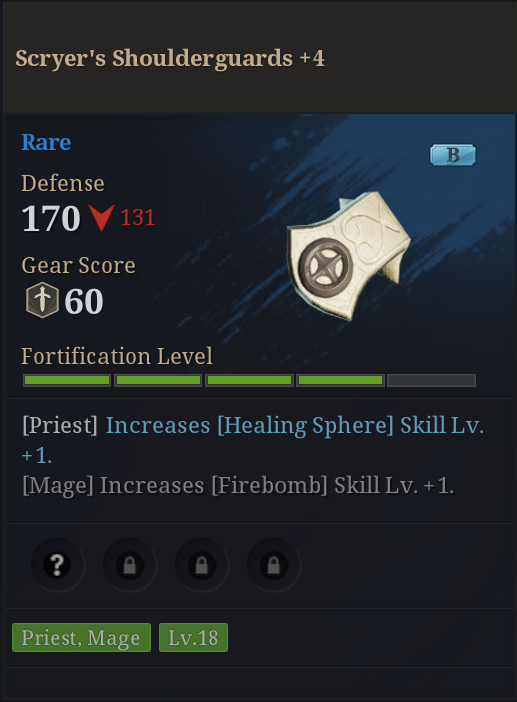 Scryer's Shoulderguards +4
Rare
B
Defense
170 131
Gear Score
60
Fortification Level
[Priest] Increases [Healing Sphere] Skill Lv.
+1.
[Mage] Increases [Firebomb] Skill Lv. +1.
?
Priest, Mage Lv.18